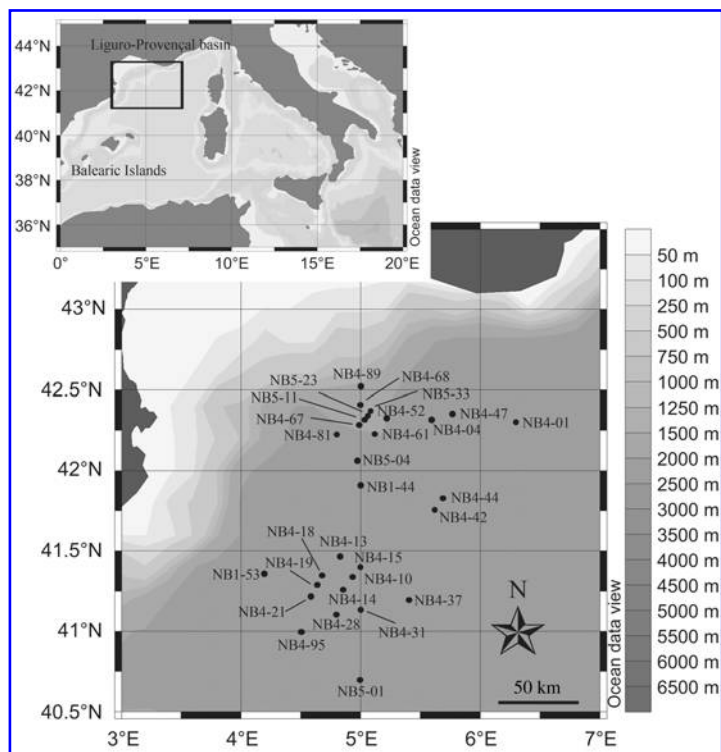 44°N
Liguro-Provençal basin
42°N
40°N
Balearic Islands
38°N
36°N
0°
5°E
10°E
15°E
20°E
Ocean data view
50 m
100 m
250 m
500 m
750 m
1000 m
1250 m
1500 m
2000 m
2500 m
3000 m
3500 m
4000 m
4500 m
5000 m
5500 m
6000 m
6500 m
43°N
NB4-89
NB4-68
NB5-23
NB5-33
NB5-11
NB4-52
NB4-47
NB4-67
NB4-01
NB4-04
NB4-81
NB4-61
42.5°N
NB5-04
42°N
NB1-44
NB4-44
NB4-42
NB4-18
NB4-13
41.5°N
NB4-19
NB4-15
NB1-53
NB4-10
NB4-14
NB4-37
NB4-21
NB4-28
NB4-31
NB4-95
41°N
N
NB5-01
50 km
40.5°N
3°E
4°E
5°E
6°E
7°E
Ocean data view